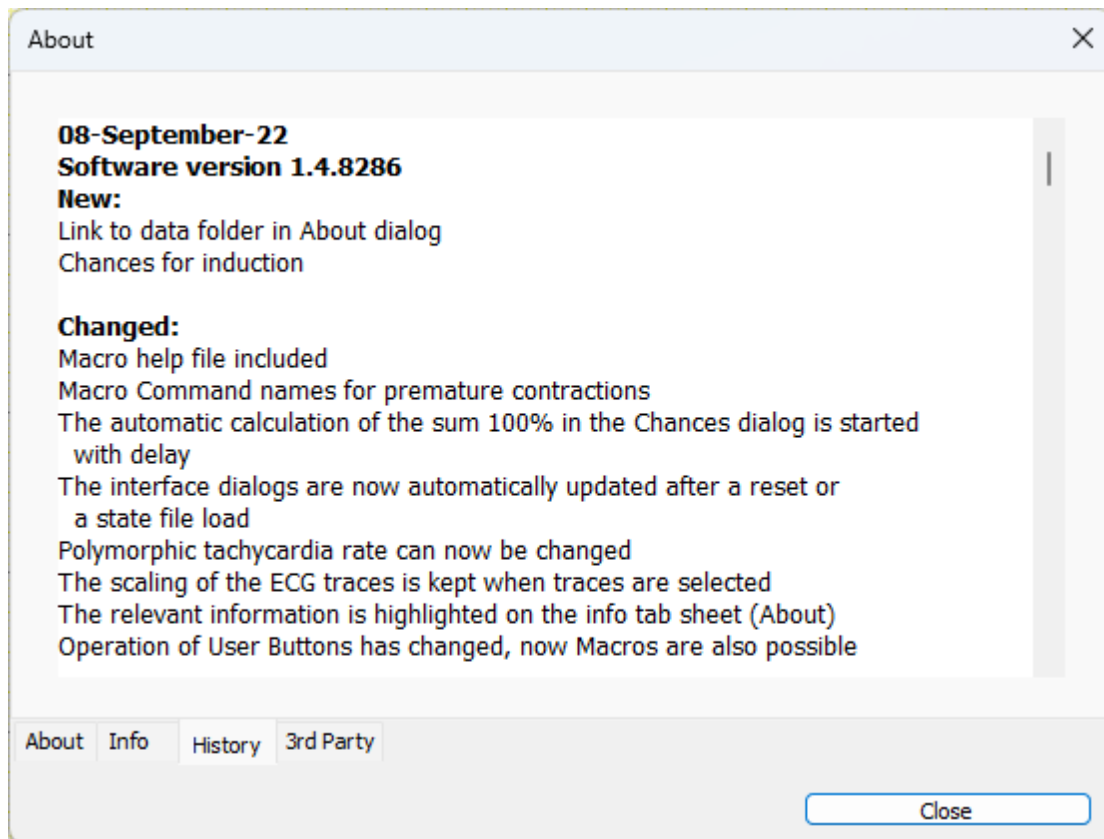 About
08-September-22
Software version 1.4.8286
New:
Link to data folder in About dialog
Chances for induction
Changed:
Macro help file included
Macro Command names for premature contractions
The automatic calculation of the sum 100% in the Chances dialog is started
with delay
The interface dialogs are now automatically updated after a reset or
a state file load
Polymorphic tachycardia rate can now be changed
The scaling of the ECG traces is kept when traces are selected
The relevant information is highlighted on the info tab sheet (About)
Operation of User Buttons has changed, now Macros are also possible
About Info History 3rd Party
Close